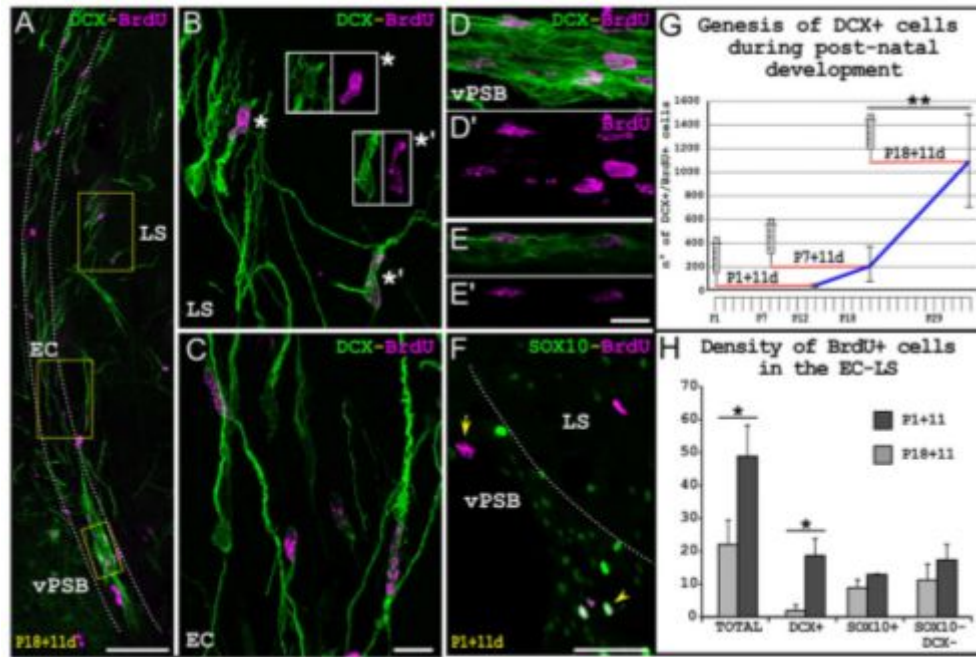 A
DCX-BrdU
LS
EC
vPSB
P18+11d
B
DCX-BrdU
*
*'
*
*'
LS
C
DCX-BrdU
EC
D
DCX-BrdU
vPSB
D'
BrdU
E
E'
F
SOX10-BrdU
LS
vPSB
P1+11d
G
Genesis of DCX+ cells
during post-natal
development
n° of DCX+/BrdU+ cells
1600
1400
1200
1000
800
600
400
200
0
**
P18+11d
P7+11d
P1+11d
P1 P7 P12 P18 P29
H
Density of BrdU+ cells
in the EC-LS
70
60
50
40
30
20
10
0
*
*
P1+11
P18+11
TOTAL DCX+ SOX10+ SOX10-
DCX-